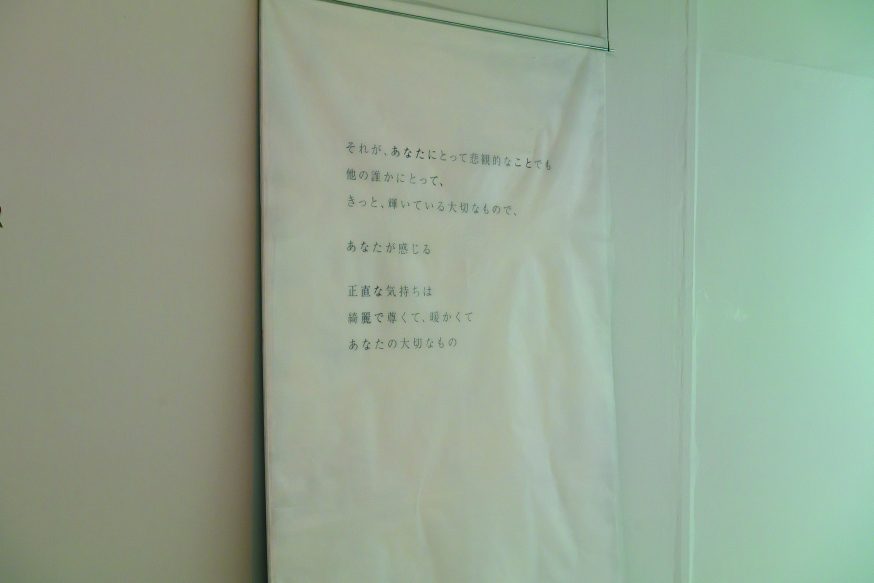 それが、あなたにとって悲観的なことでも
他の誰かにとって、
きっと、輝いている大切なもので、
あなたが感じる
正直な気持ちは
綺麗で尊くて、暖かくて
あなたの大切なもの